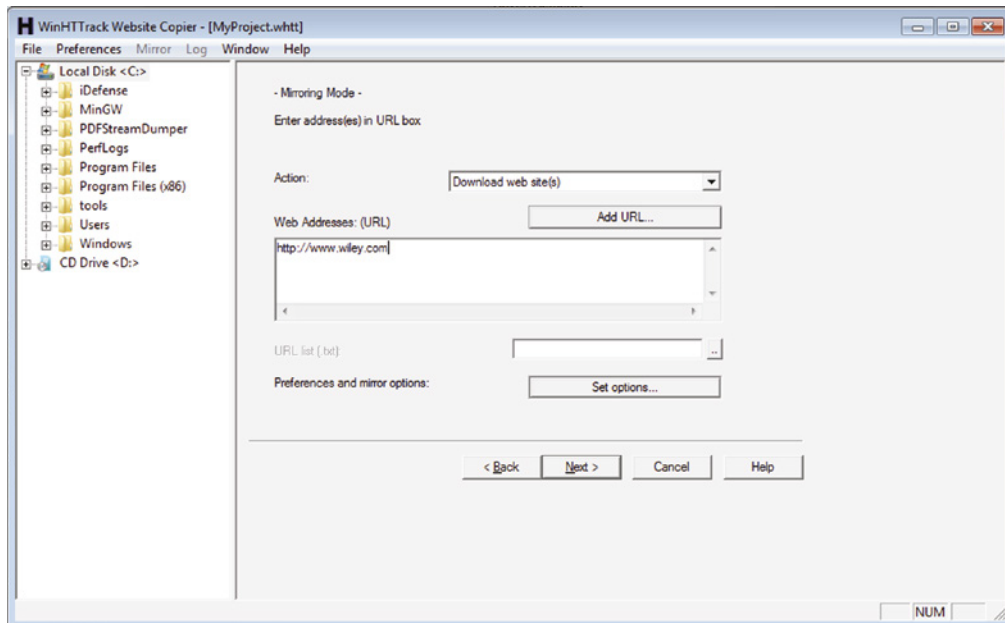 WinHTTrack Website Copier - [MyProject.whtt]
File Preferences Mirror Log Window Help
Local Disk <C:>
iDefense
MinGW
PDFStreamDumper
PerfLogs
Program Files
Program Files (x86)
tools
Users
Windows
CD Drive <D:>
- Mirroring Mode -
Enter address(es) in URL box
Action:
Download web site(s)
Add URL...
Web Addresses: (URL)
http://www.wiley.com
URL list (.txt)
..
Preferences and mirror options:
Set options...
< Back
Next >
Cancel
Help
NUM